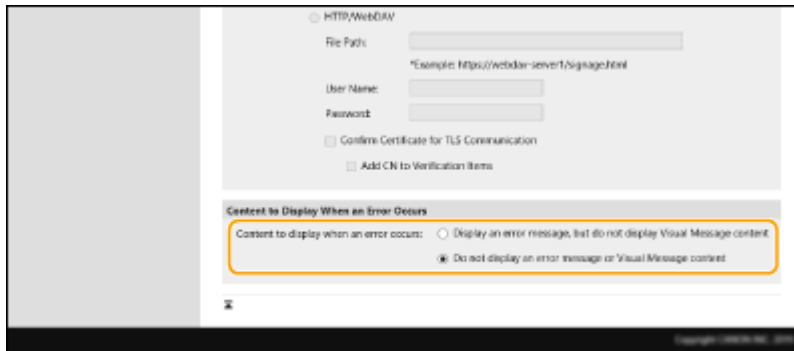 HTTP/WebDAV
File Path:
*Example: https://webdav-server1/signage.html
User Name:
Password:
Confirm Certificate for TLS Communication
Add CN to Verification Items
Content to Display When an Error Occurs
Content to display when an error occurs: Display an error message, but do not display Visual Message content
Do not display an error message or Visual Message content
Copyright CANON INC.